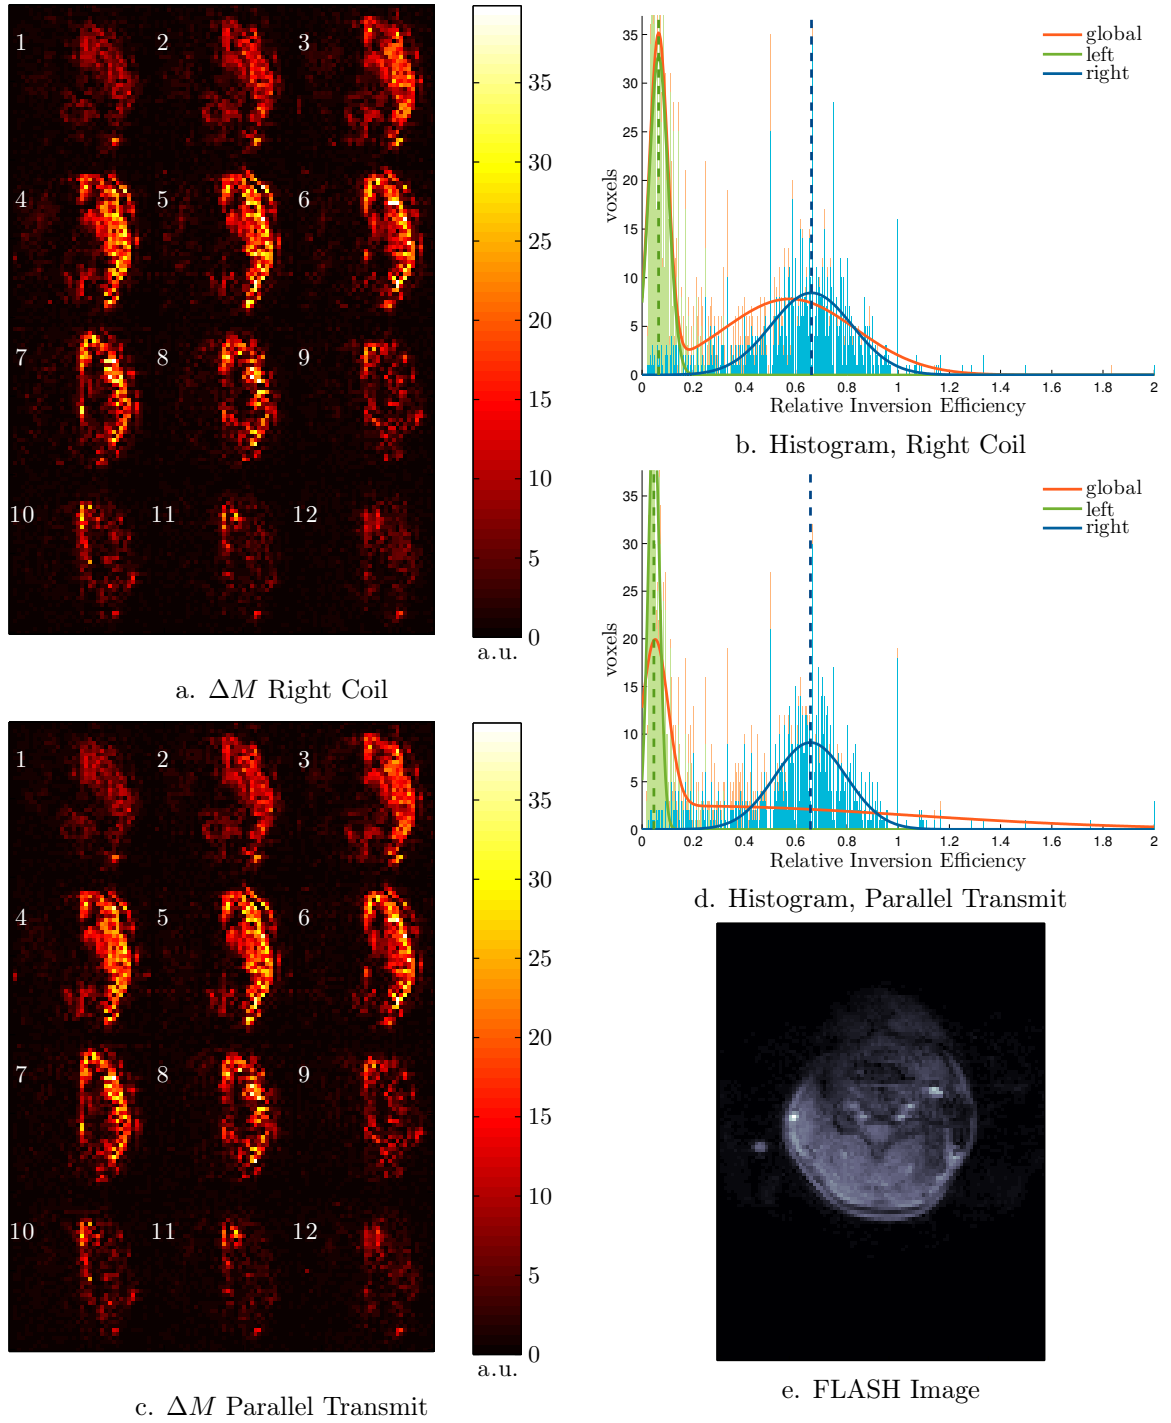 1 2 3
4 5 6
7 8 9
10 11 12
35
30
25
20
15
10
5
0
a.u.
a. ΔM Right Coil
35
30
25
20
15
10
5
0
voxels
global
left
right
0 0.2 0.4 0.6 0.8 1 1.2 1.4 1.6 1.8 2
Relative Inversion Efficiency
b. Histogram, Right Coil
1 2 3
4 5 6
7 8 9
10 11 12
35
30
25
20
15
10
5
0
a.u.
c. ΔM Parallel Transmit
35
30
25
20
15
10
5
0
voxels
global
left
right
0 0.2 0.4 0.6 0.8 1 1.2 1.4 1.6 1.8 2
Relative Inversion Efficiency
d. Histogram, Parallel Transmit
e. FLASH Image